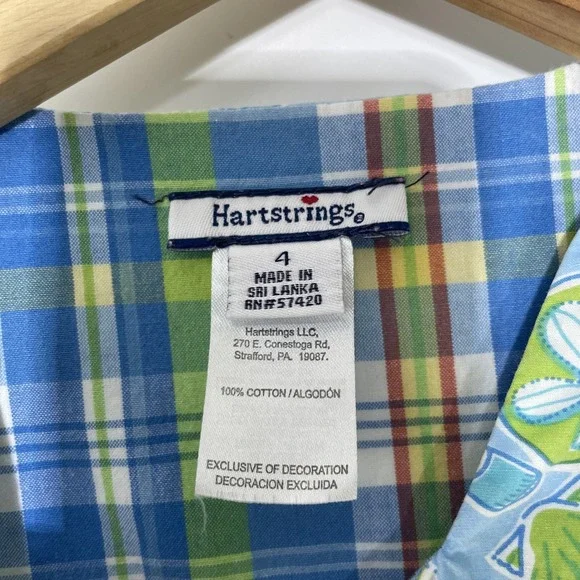 Hartstrings®
4
MADE IN
SRI LANKA
RN#57420
Hartstrings LLC,
270 E. Conestoga Rd,
Strafford, PA. 19087.
100% COTTON / ALGODÓN
EXCLUSIVE OF DECORATION
DECORACION EXCLUIDA